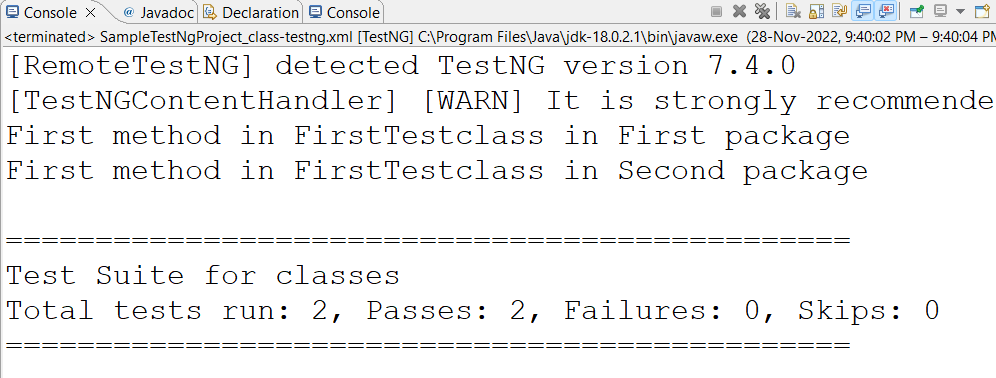 Console Javadoc Declaration Console
<terminated> SampleTestNgProject_class-testng.xml [TestNG] C:\Program Files\Java\jdk-18.0.2.1\bin\javaw.exe (28-Nov-2022, 9:40:02 PM – 9:40:04 PM
[RemoteTestNG] detected TestNG version 7.4.0
[TestNGContentHandler] [WARN] It is strongly recommende
First method in FirstTestclass in First package
First method in FirstTestclass in Second package
===============================================
Test Suite for classes
Total tests run: 2, Passes: 2, Failures: 0, Skips: 0
===============================================